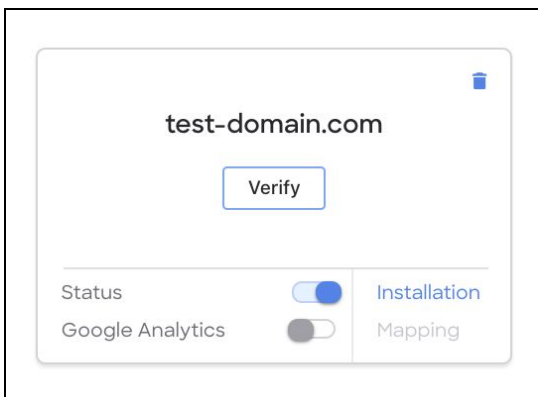 test-domain.com
Verify
Status
Installation
Google Analytics
Mapping